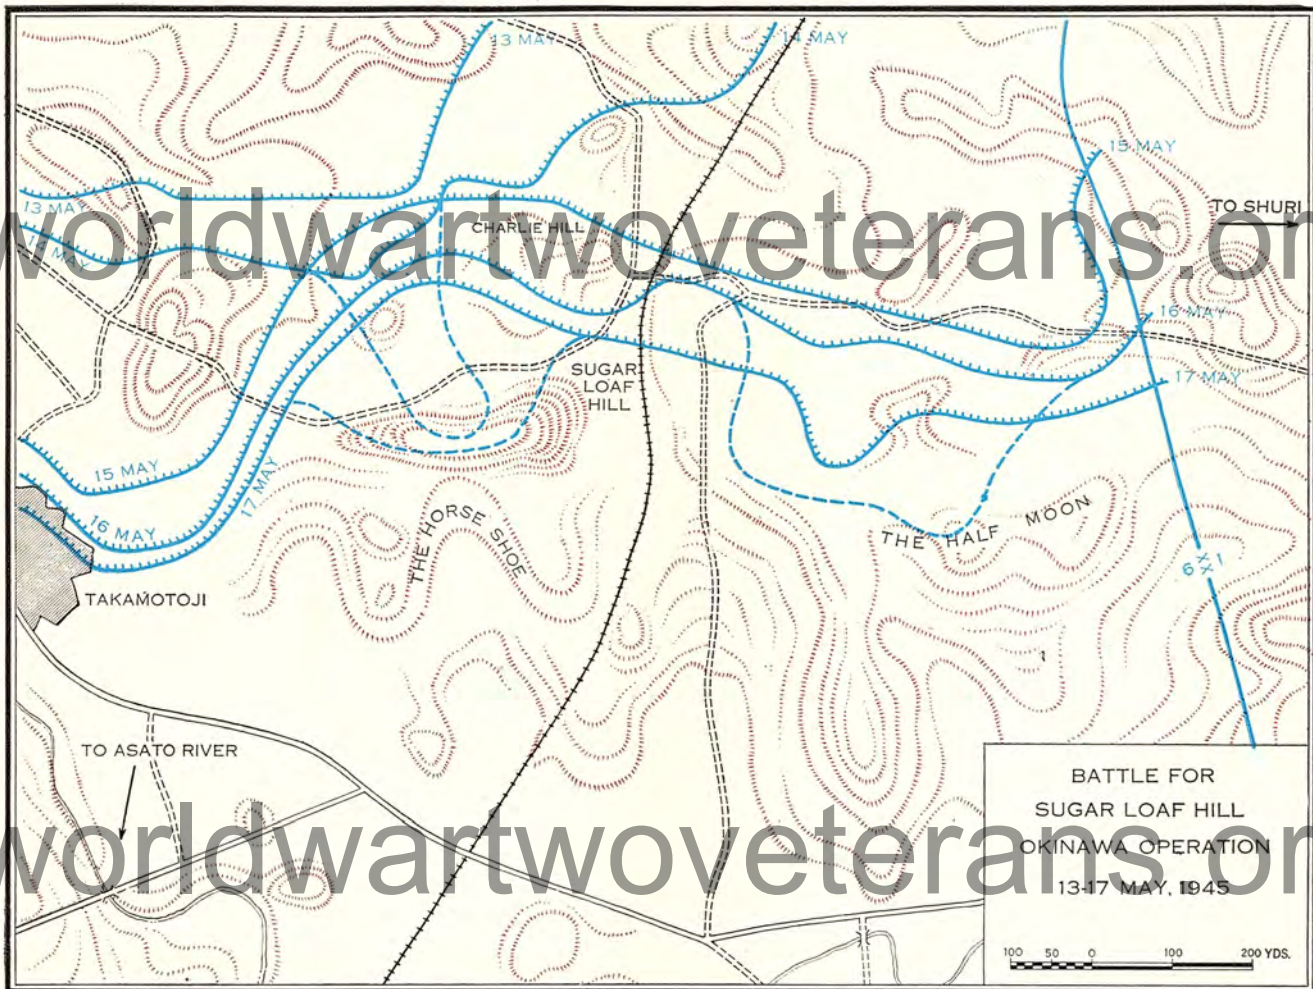 13 MAY
14 MAY
15 MAY
TO SHURI
13 MAY
CHARLIE HILL
worldwartwoveterans.or
MAY
16 MAY
SUGAR
LOAF
HILL
17 MAY
15 MAY
17 MAY
16 MAY
THE HORSE SHOE
THE HALF MOON
6 XX 1
TAKAMOTOJI
TO ASATO RIVER
worldwartwoveterans.or
BATTLE FOR
SUGAR LOAF HILL
OKINAWA OPERATION
13-17 MAY, 1945
100 50 0 100 200 YDS.